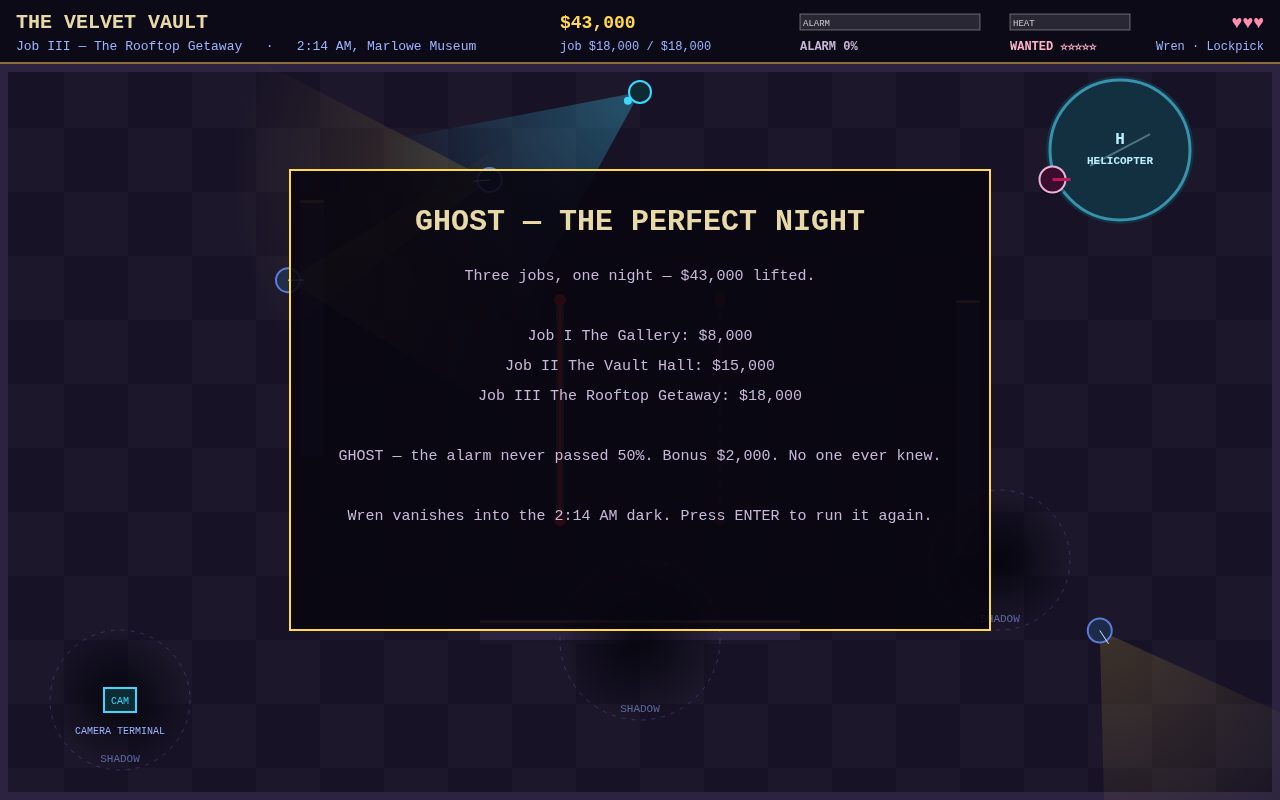 THE VELVET VAULT
Job III — The Rooftop Getaway · 2:14 AM, Marlowe Museum
$43,000
job $18,000 / $18,000
ALARM
ALARM 0%
HEAT
WANTED ☆☆☆☆☆
♥♥♥
Wren · Lockpick
H
HELICOPTER
GHOST — THE PERFECT NIGHT
Three jobs, one night — $43,000 lifted.
Job I The Gallery: $8,000
Job II The Vault Hall: $15,000
Job III The Rooftop Getaway: $18,000
GHOST — the alarm never passed 50%. Bonus $2,000. No one ever knew.
Wren vanishes into the 2:14 AM dark. Press ENTER to run it again.
SHADOW
SHADOW
CAM
CAMERA TERMINAL
SHADOW